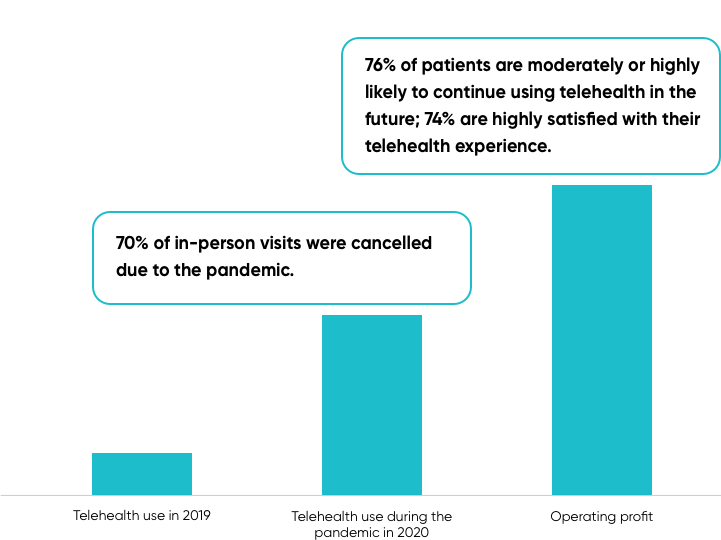 76% of patients are moderately or highly
likely to continue using telehealth in the
future; 74% are highly satisfied with their
telehealth experience.
70% of in-person visits were cancelled
due to the pandemic.
Telehealth use in 2019
Telehealth use during the
pandemic in 2020
Operating profit